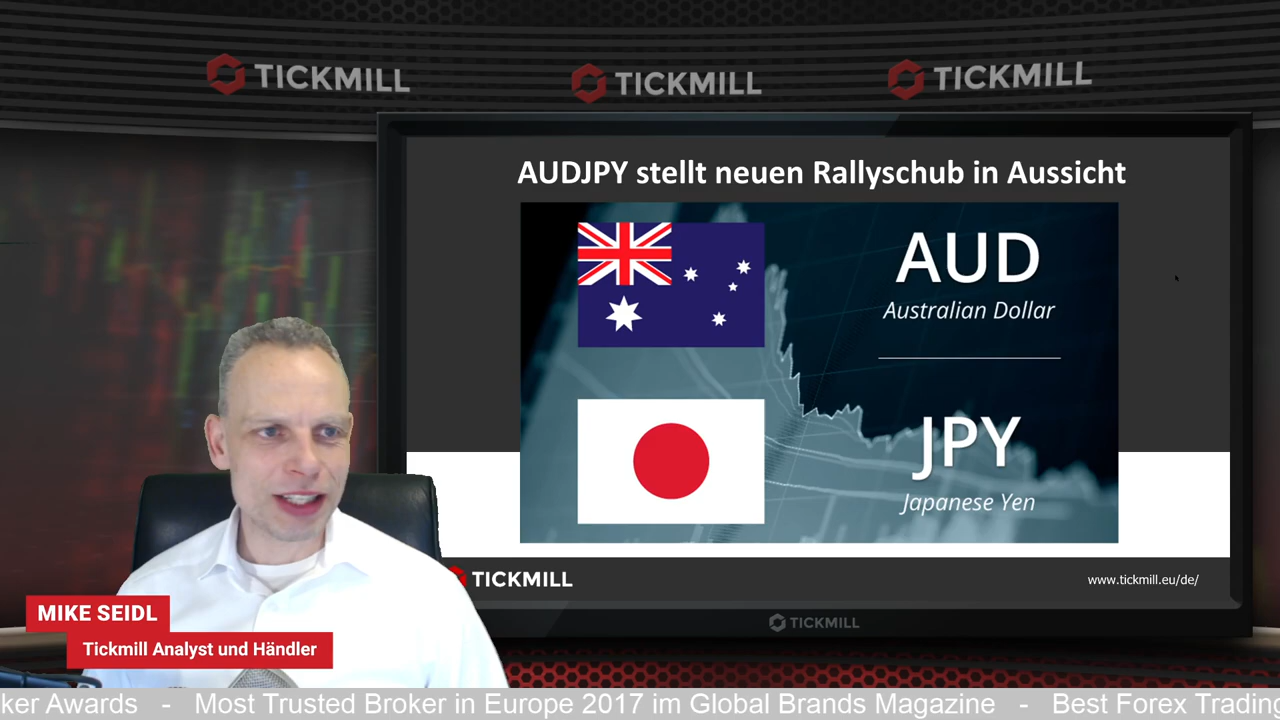 TICKMILL
TICKMILL
TICKMILL
AUDJPY stellt neuen Rallyschub in Aussicht
AUD
Australian Dollar
JPY
Japanese Yen
TICKMILL
www.tickmill.eu/de/
TICKMILL
MIKE SEIDL
Tickmill Analyst und Händler
ker Awards - Most Trusted Broker in Europe 2017 im Global Brands Magazine - Best Forex Trading